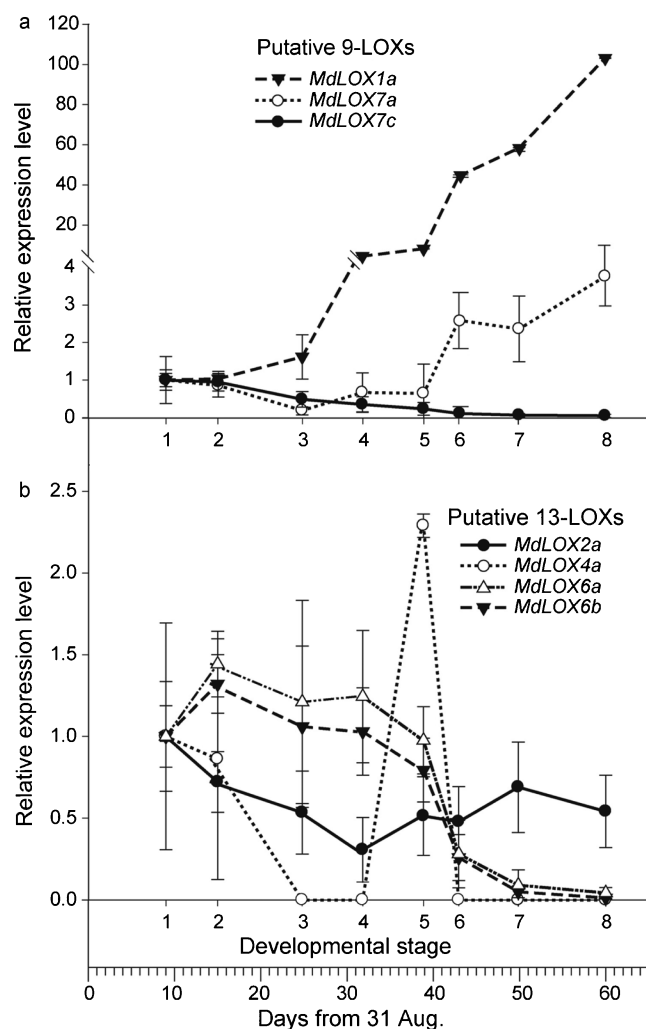 a
120
100
80
60
40
20
4
3
2
1
0
Relative expression level
Putative 9-LOXs
MdLOX1a
MdLOX7a
MdLOX7c
1 2 3 4 5 6 7 8
b
2.5
2.0
1.5
1.0
0.5
0.0
Relative expression level
Putative 13-LOXs
MdLOX2a
MdLOX4a
MdLOX6a
MdLOX6b
1 2 3 4 5 6 7 8
Developmental stage
0 10 20 30 40 50 60
Days from 31 Aug.